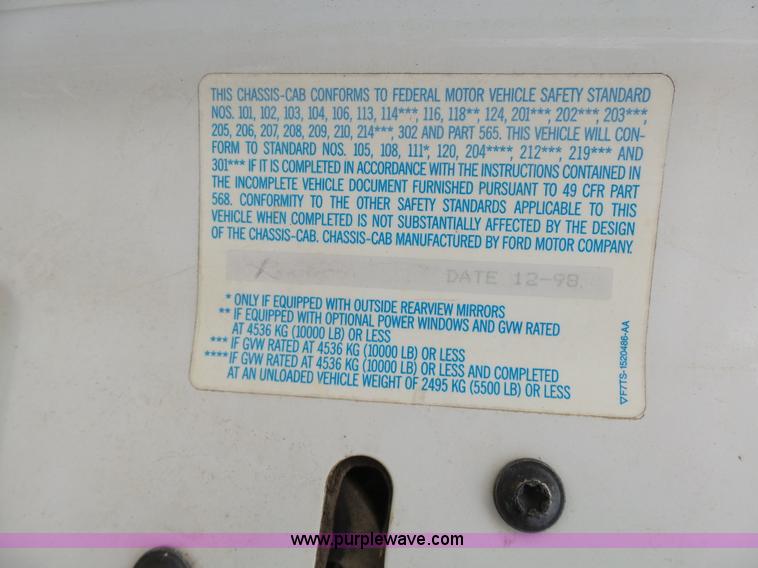 THIS CHASSIS-CAB CONFORMS TO FEDERAL MOTOR VEHICLE SAFETY STANDARD
NOS. 101, 102, 103, 104, 106, 113, 114***, 116, 118**, 124, 201***, 202***, 203***
205, 206, 207, 208, 209, 210, 214***, 302 AND PART 565. THIS VEHICLE WILL CON-
FORM TO STANDARD NOS. 105, 108, 111*, 120, 204****, 212***, 219*** AND
301*** IF IT IS COMPLETED IN ACCORDANCE WITH THE INSTRUCTIONS CONTAINED IN
THE INCOMPLETE VEHICLE DOCUMENT FURNISHED PURSUANT TO 49 CFR PART
568. CONFORMITY TO THE OTHER SAFETY STANDARDS APPLICABLE TO THIS
VEHICLE WHEN COMPLETED IS NOT SUBSTANTIALLY AFFECTED BY THE DESIGN
OF THE CHASSIS-CAB. CHASSIS-CAB MANUFACTURED BY FORD MOTOR COMPANY.
DATE 12-98
* ONLY IF EQUIPPED WITH OUTSIDE REARVIEW MIRRORS
** IF EQUIPPED WITH OPTIONAL POWER WINDOWS AND GVW RATED
AT 4536 KG (10000 LB) OR LESS
*** IF GVW RATED AT 4536 KG (10000 LB) OR LESS
**** IF GVW RATED AT 4536 KG (10000 LB) OR LESS AND COMPLETED
AT AN UNLOADED VEHICLE WEIGHT OF 2495 KG (5500 LB) OR LESS
F7TS-1520486-AA
www.purplewave.com